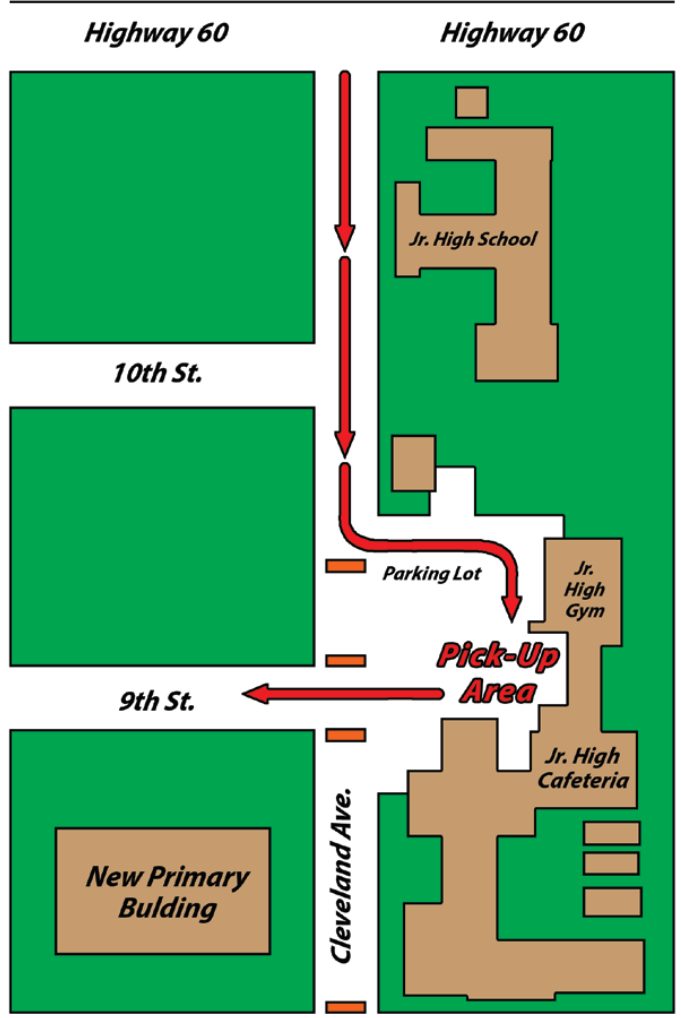 Highway 60
Highway 60
Jr. High School
10th St.
Parking Lot
Jr.
High
Gym
Pick-Up
Area
9th St.
Jr. High
Cafeteria
Cleveland Ave.
New Primary
Bulding